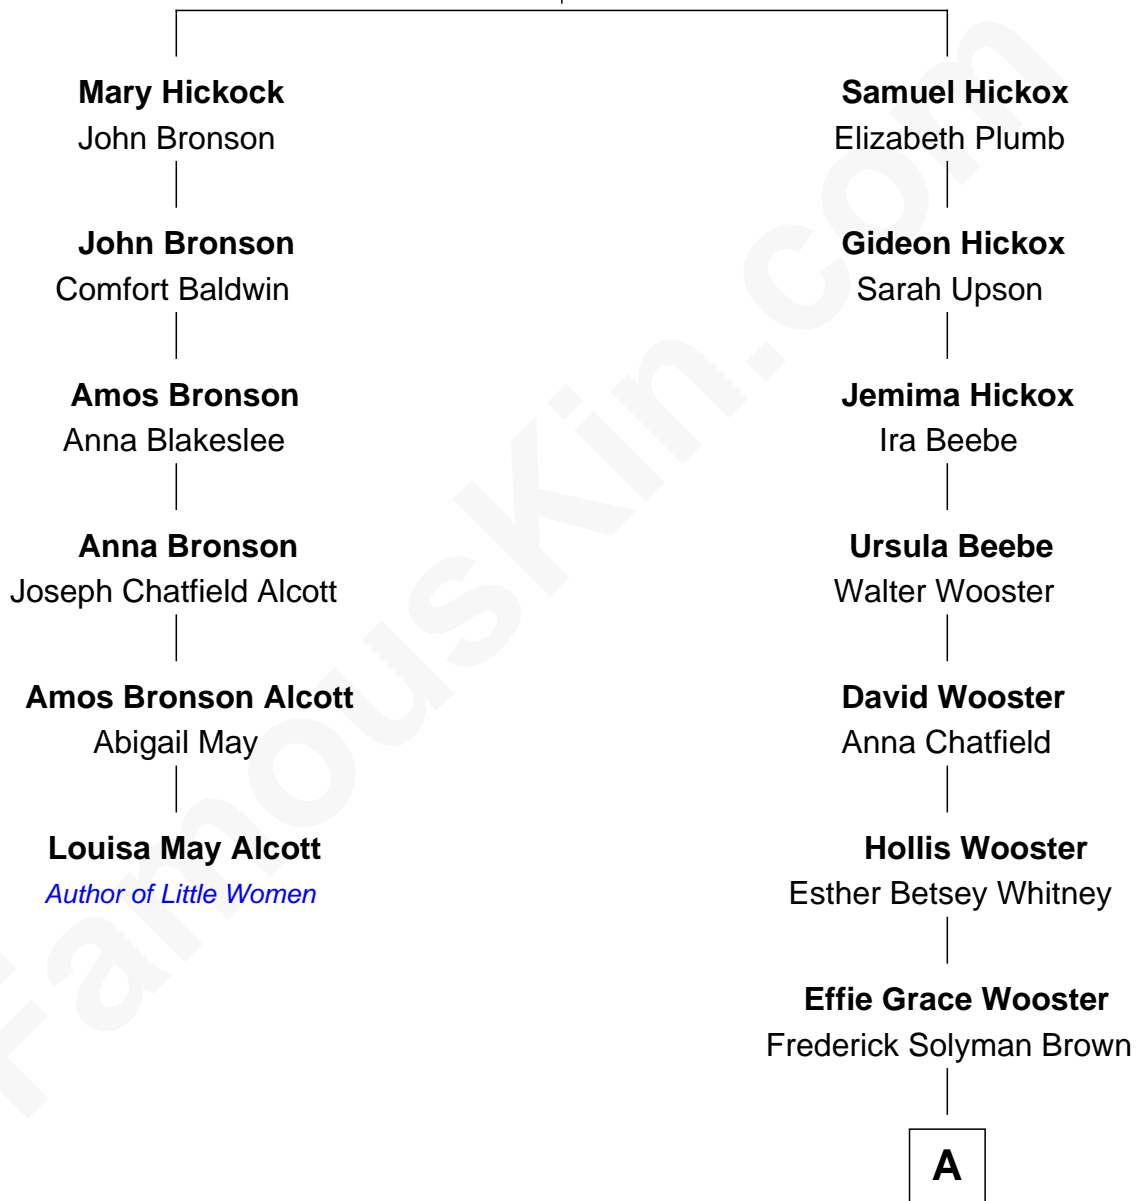 Mary Hickock
John Bronson
John Bronson
Comfort Baldwin
Amos Bronson
Anna Blakeslee
Anna Bronson
Joseph Chatfield Alcott
Amos Bronson Alcott
Abigail May
Louisa May Alcott
Author of Little Women
Samuel Hickox
Elizabeth Plumb
Gideon Hickox
Sarah Upson
Jemima Hickox
Ira Beebe
Ursula Beebe
Walter Wooster
David Wooster
Anna Chatfield
Hollis Wooster
Esther Betsey Whitney
Effie Grace Wooster
Frederick Solyman Brown
A
FamousKin.com